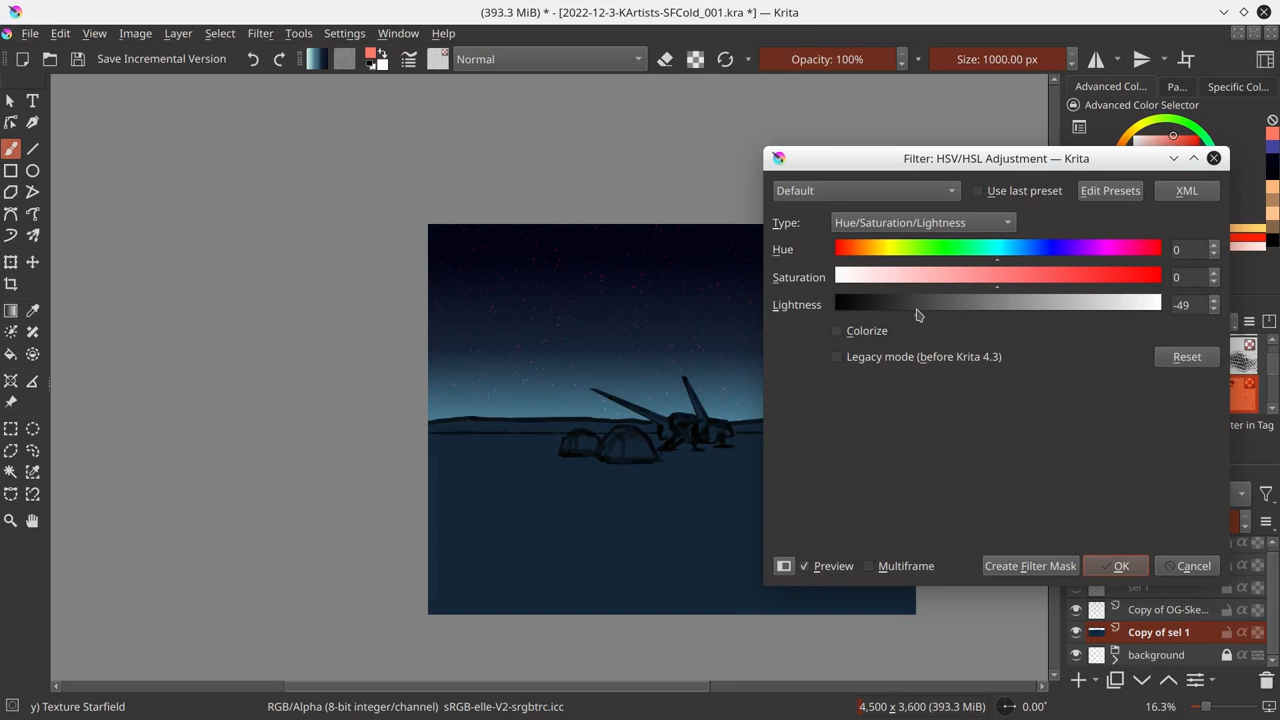 (393.3 MiB) * - [2022-12-3-KArtists-SFCold_001.kra *] — Krita
File Edit View Image Layer Select Filter Tools Settings Window Help
Save Incremental Version Normal Opacity: 100% Size: 1000.00 px
Advanced Col... Pa... Specific Col...
Advanced Color Selector
Filter: HSV/HSL Adjustment — Krita
Default Use last preset Edit Presets XML
Type: Hue/Saturation/Lightness
Hue 0
Saturation 0
Lightness -49
Colorize
Legacy mode (before Krita 4.3) Reset
er in Tag
Preview Multiframe Create Filter Mask OK Cancel
sel 1
Copy of OG-Ske...
Copy of sel 1
background
y) Texture Starfield RGB/Alpha (8-bit integer/channel) sRGB-elle-V2-srgbtrc.icc 4,500 x 3,600 (393.3 MiB) 0.00° 16.3%